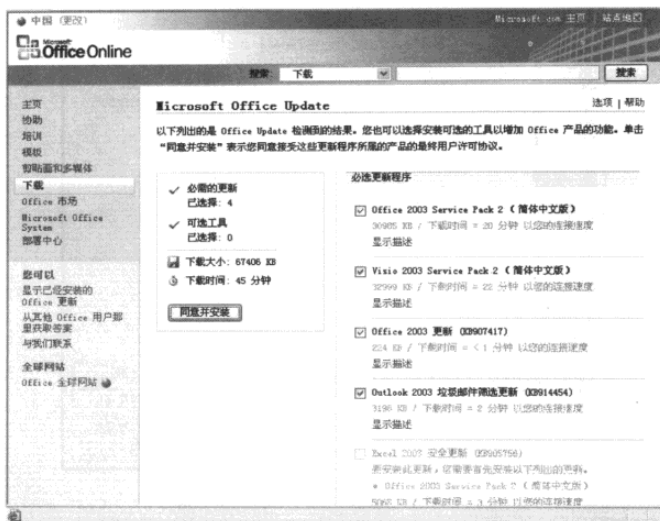 中国 (更改)
Microsoft.com 主页 | 站点地图
Microsoft
Office Online
搜索: 下载 搜索
主页
协助
培训
模板
剪贴画和多媒体
下载
Office 市场
Microsoft Office
System
部署中心
您可以
显示已经安装的
Office 更新
从其他 Office 用户那
里获取答案
与我们联系
全球网站
Office 全球网站
Microsoft Office Update
选项 | 帮助
以下列出的是 Office Update 检测到的结果。您也可以选择安装可选的工具以增加 Office 产品的功能。单击
“同意并安装”表示您同意接受这些更新程序所属的产品的最终用户许可协议。
必需的更新
已选择: 4
可选工具
已选择: 0
下载大小: 67406 KB
下载时间: 45 分钟
同意并安装
必选更新程序
Office 2003 Service Pack 2 (简体中文版)
30985 KB / 下载时间 = 20 分钟 以您的连接速度
显示描述
Visio 2003 Service Pack 2 (简体中文版)
32999 KB / 下载时间 = 22 分钟 以您的连接速度
显示描述
Office 2003 更新 (KB907417)
224 KB / 下载时间 = < 1 分钟 以您的连接速度
显示描述
Outlook 2003 垃圾邮件筛选更新 (KB914454)
3198 KB / 下载时间 = 2 分钟 以您的连接速度
显示描述
Excel 2003 安全更新 (KB905756)
要安装此更新，您需要首先安装以下列出的更新。
* Office 2003 Service Pack 2 (简体中文版)
KB / 下载时间 = 3 分钟 以您的连接速度